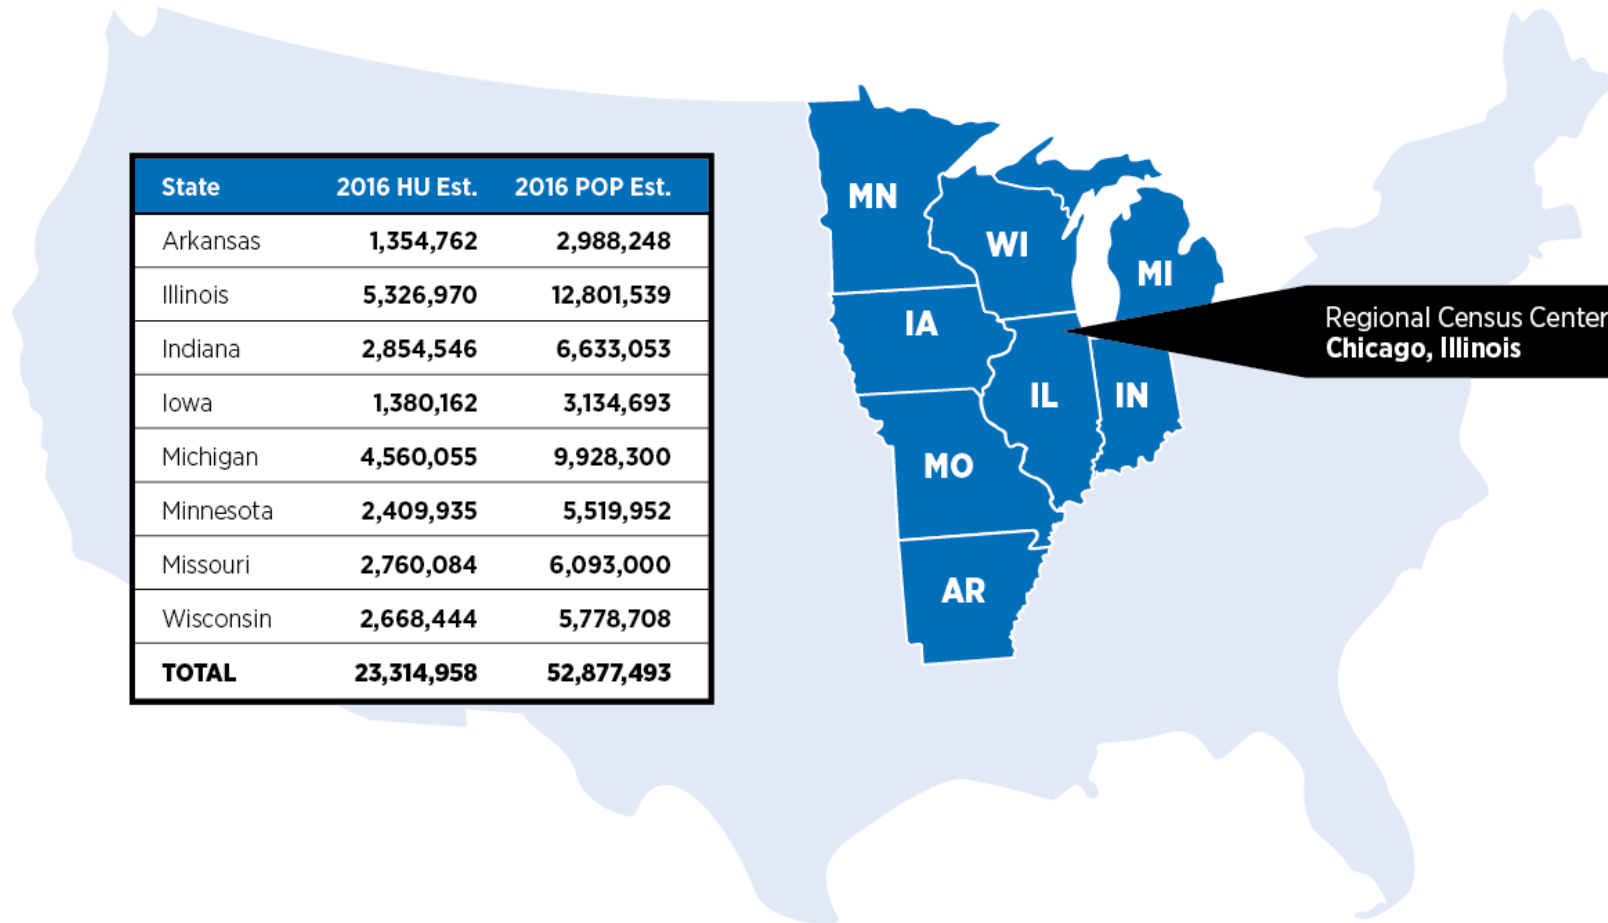 State 2016 HU Est. 2016 POP Est.
Arkansas 1,354,762 2,988,248
Illinois 5,326,970 12,801,539
Indiana 2,854,546 6,633,053
Iowa 1,380,162 3,134,693
Michigan 4,560,055 9,928,300
Minnesota 2,409,935 5,519,952
Missouri 2,760,084 6,093,000
Wisconsin 2,668,444 5,778,708
TOTAL 23,314,958 52,877,493
MN
WI
MI
IA
IL
IN
MO
AR
Regional Census Center
Chicago, Illinois